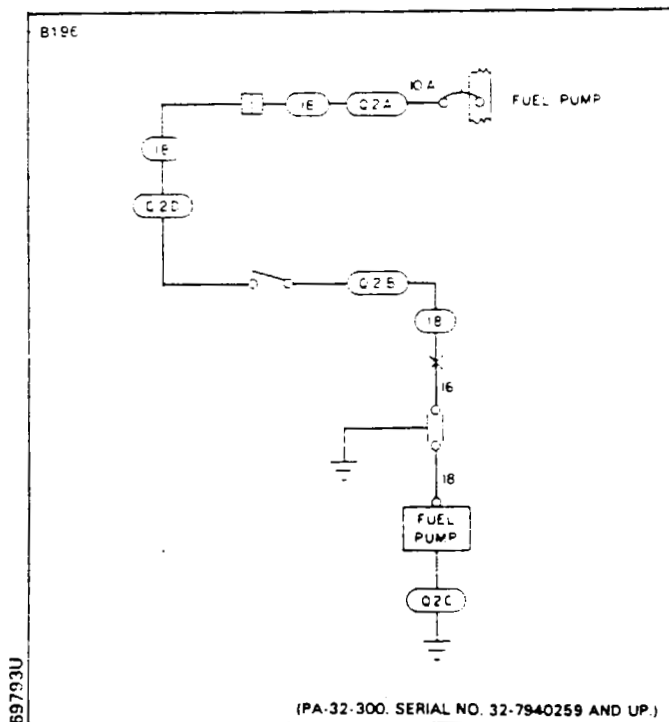 B196
10 A
FUEL PUMP
18
Q2A
18
Q2D
Q2B
18
16
18
FUEL
PUMP
Q2C
69793U
(PA-32-300. SERIAL NO. 32-7940259 AND UP.)